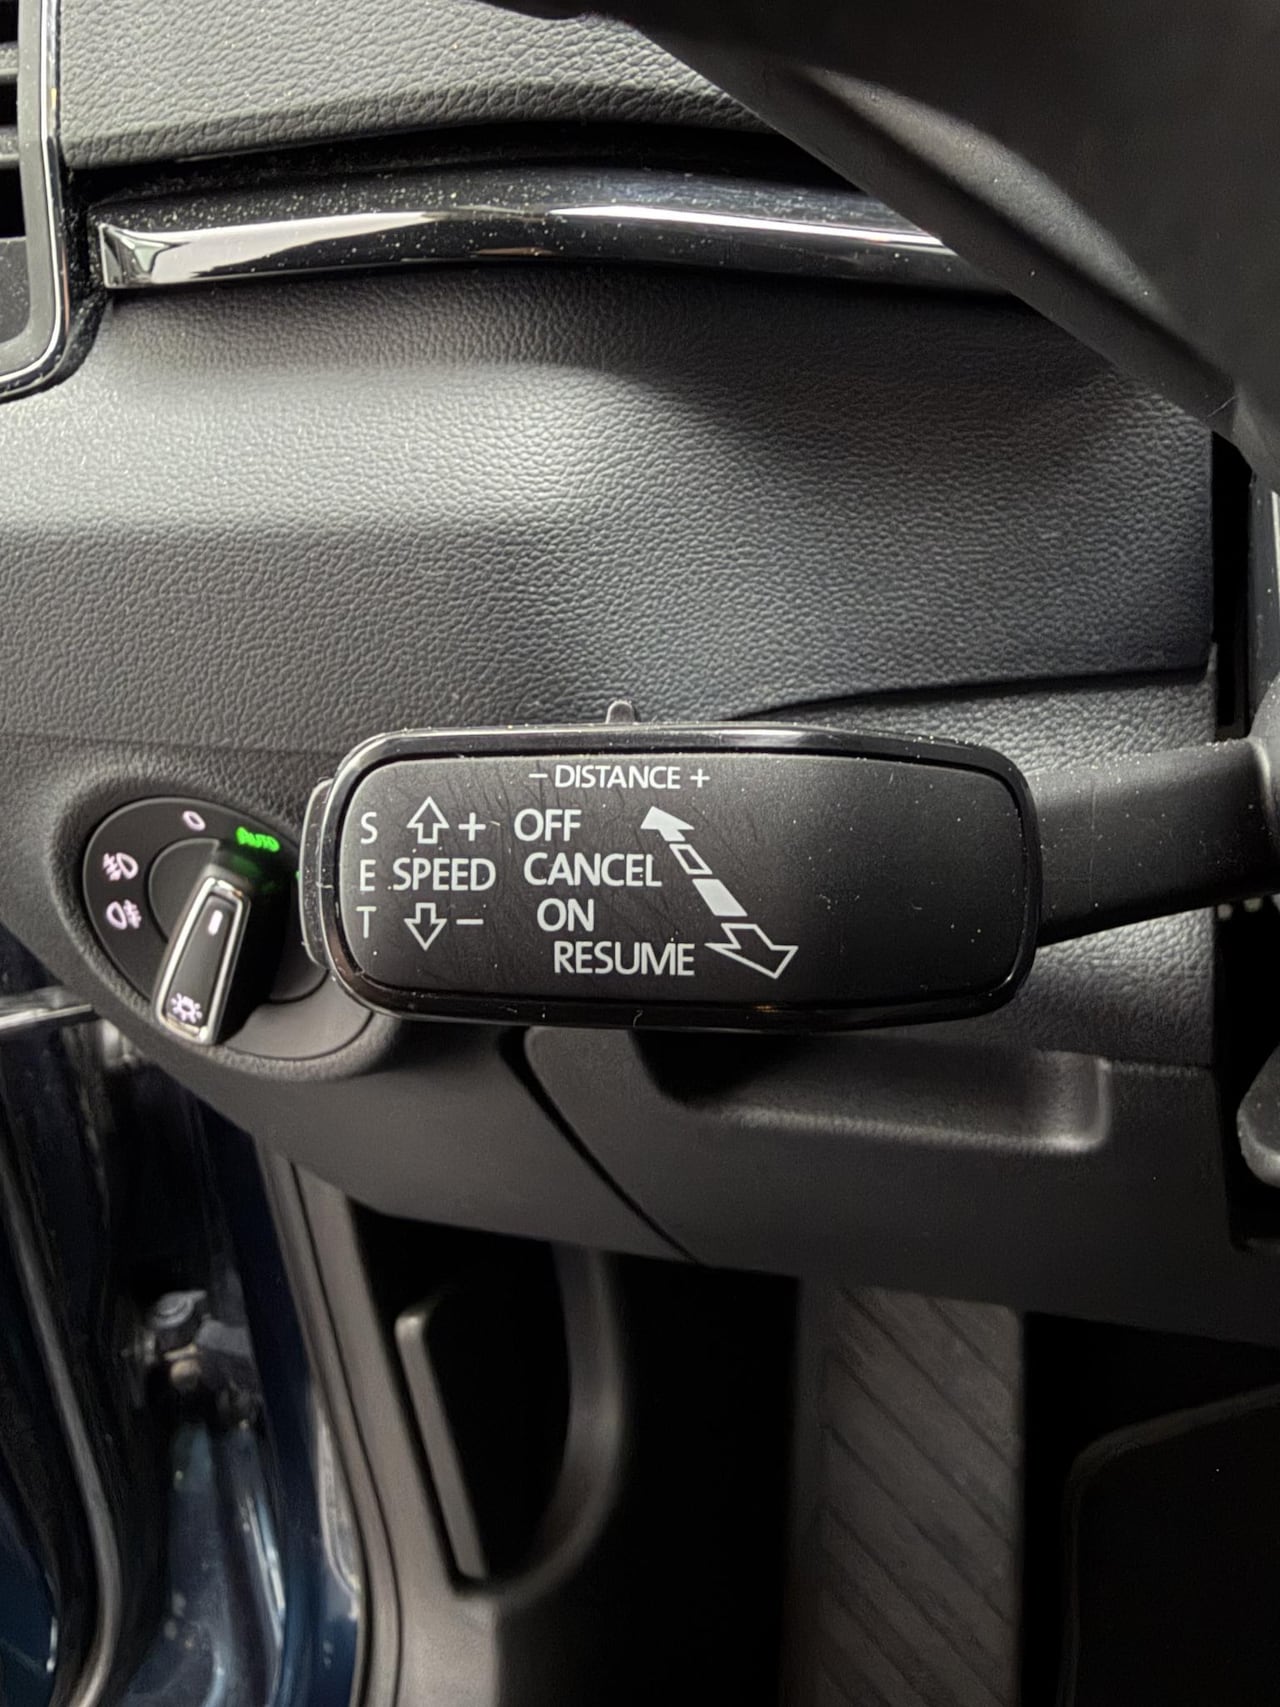 – DISTANCE +
S + OFF
E SPEED CANCEL
T – ON
RESUME
O AUTO